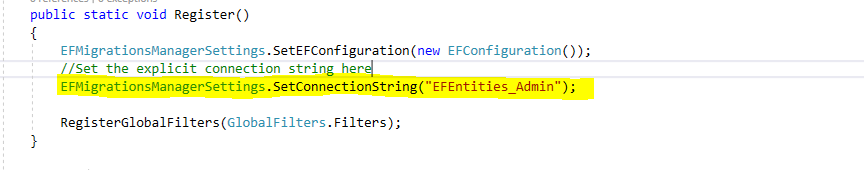 public static void Register()
{
EFMigrationsManagerSettings.SetEFConfiguration(new EFConfiguration());
//Set the explicit connection string here
EFMigrationsManagerSettings.SetConnectionString("EFEntities_Admin");
RegisterGlobalFilters(GlobalFilters.Filters);
}